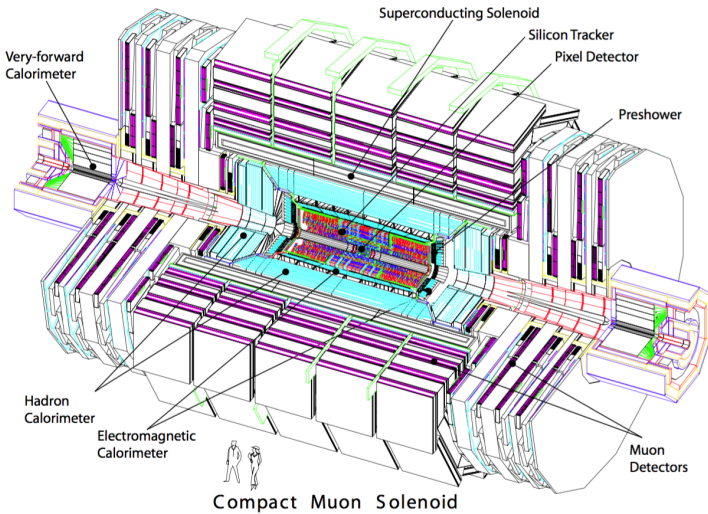 Superconducting Solenoid
Silicon Tracker
Pixel Detector
Very-forward
Calorimeter
Preshower
Hadron
Calorimeter
Electromagnetic
Calorimeter
Muon
Detectors
Compact Muon Solenoid